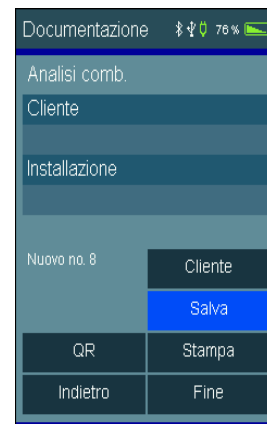 Documentazione 76 %
Analisi comb.
Cliente
Installazione
Nuovo no. 8
Cliente
Salva
QR Stampa
Indietro Fine